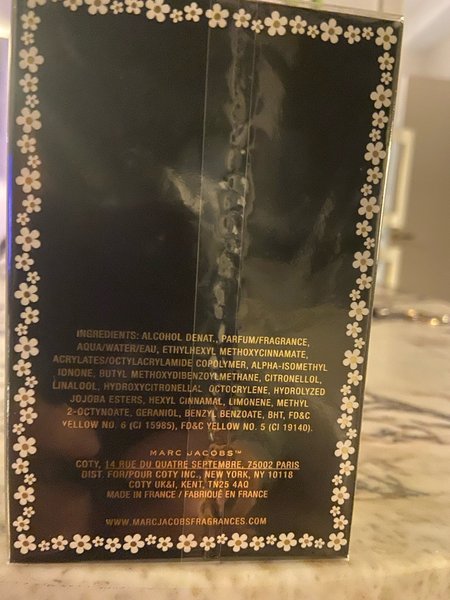 INGREDIENTS: ALCOHOL DENAT., PARFUM/FRAGRANCE,
AQUA/WATER/EAU, ETHYLHEXYL METHOXYCINNAMATE,
ACRYLATES/OCTYLACRYLAMIDE COPOLYMER, ALPHA-ISOMETHYL
IONONE, BUTYL METHOXYDIBENZOYLMETHANE, CITRONELLOL,
LINALOOL, HYDROXYCITRONELLAL, OCTOCRYLENE, HYDROLYZED
JOJOBA ESTERS, HEXYL CINNAMAL, LIMONENE, METHYL
2-OCTYNOATE, GERANIOL, BENZYL BENZOATE, BHT, FD&C
YELLOW NO. 6 (CI 15985), FD&C YELLOW NO. 5 (CI 19140).
MARC JACOBS™
COTY, 14 RUE DU QUATRE SEPTEMBRE, 75002 PARIS
DIST. FOR/POUR COTY INC., NEW YORK, NY 10118
COTY UK&I, KENT, TN25 4AQ
MADE IN FRANCE / FABRIQUÉ EN FRANCE
WWW.MARCJACOBSFRAGRANCES.COM